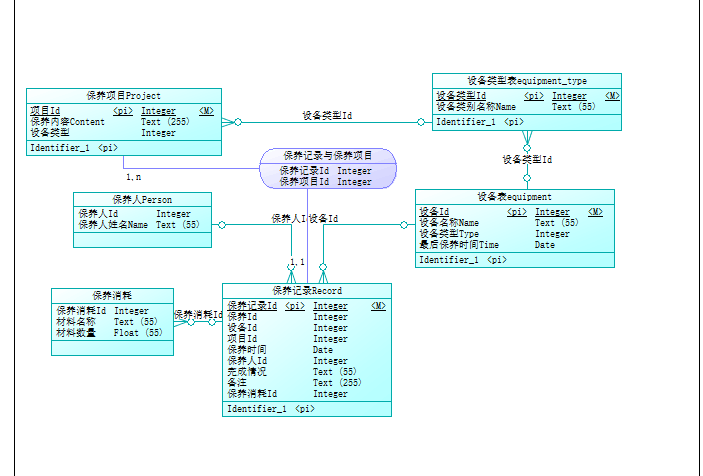 设备类型表equipment_type
设备类型Id <pi> Integer <M>
设备类别名称Name Text (55)
Identifier_1 <pi>
保养项目Project
项目Id <pi> Integer <M>
保养内容Content Text (255)
设备类型 Integer
Identifier_1 <pi>
设备类型Id
设备类型Id
保养记录与保养项目
保养记录Id Integer
保养项目Id Integer
1,n
保养人Person
保养人Id Integer
保养人姓名Name Text (55)
保养人Id
设备Id
设备表equipment
设备Id <pi> Integer <M>
设备名称Name Text (55)
设备类型Type Integer
最后保养时间Time Date
Identifier_1 <pi>
1,1
保养消耗
保养消耗Id Integer
材料名称 Text (55)
材料数量 Float (55)
保养消耗Id
保养记录Record
保养记录Id <pi> Integer <M>
保养Id Integer
设备Id Integer
项目Id Integer
保养时间 Date
保养人Id Integer
完成情况 Text (55)
备注 Text (255)
保养消耗Id Integer
Identifier_1 <pi>